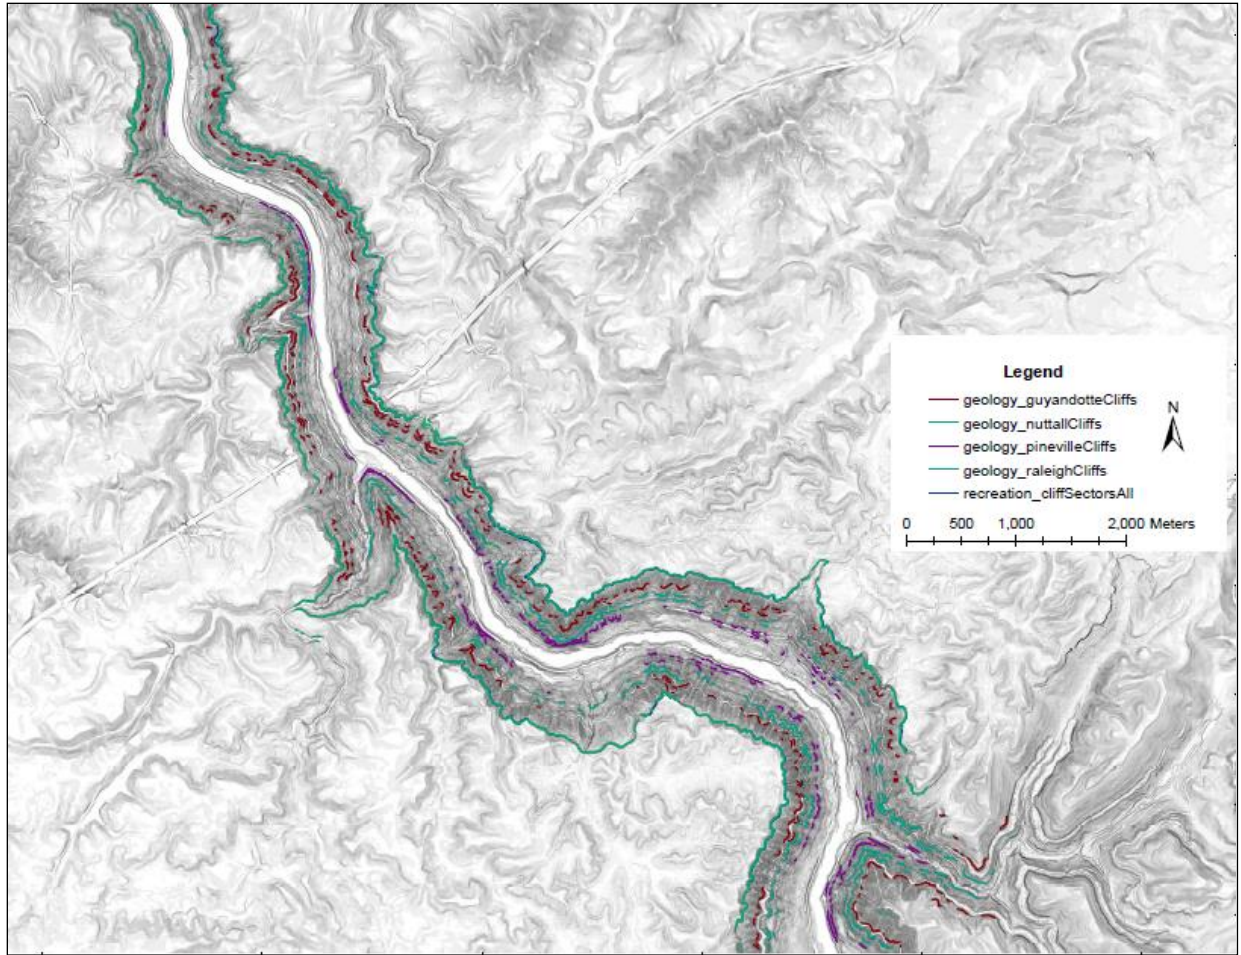 Legend
geology_guyandotteCliffs
geology_nuttallCliffs
geology_pinevilleCliffs
geology_raleighCliffs
recreation_cliffSectorsAll
N
0 500 1,000 2,000 Meters